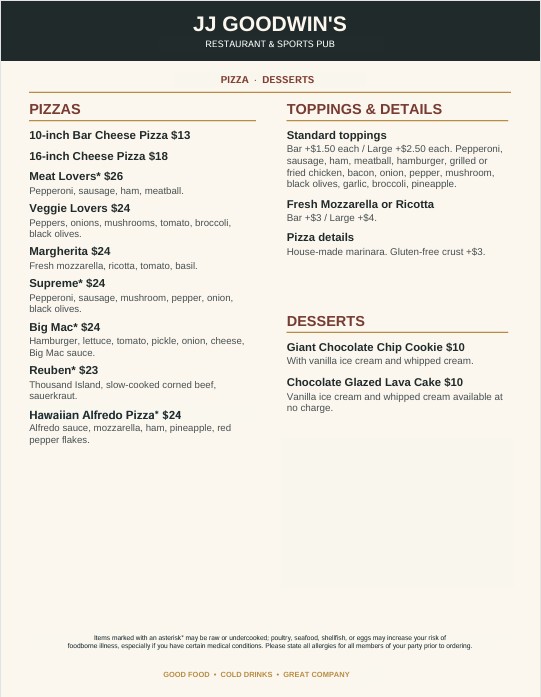 JJ GOODWIN'S
RESTAURANT & SPORTS PUB
PIZZA · DESSERTS
PIZZAS
10-inch Bar Cheese Pizza $13
16-inch Cheese Pizza $18
Meat Lovers* $26
Pepperoni, sausage, ham, meatball.
Veggie Lovers $24
Peppers, onions, mushrooms, tomato, broccoli,
black olives.
Margherita $24
Fresh mozzarella, ricotta, tomato, basil.
Supreme* $24
Pepperoni, sausage, mushroom, pepper, onion,
black olives.
Big Mac* $24
Hamburger, lettuce, tomato, pickle, onion, cheese,
Big Mac sauce.
Reuben* $23
Thousand Island, slow-cooked corned beef,
sauerkraut.
Hawaiian Alfredo Pizza* $24
Alfredo sauce, mozzarella, ham, pineapple, red
pepper flakes.
TOPPINGS & DETAILS
Standard toppings
Bar +$1.50 each / Large +$2.50 each. Pepperoni,
sausage, ham, meatball, hamburger, grilled or
fried chicken, bacon, onion, pepper, mushroom,
black olives, garlic, broccoli, pineapple.
Fresh Mozzarella or Ricotta
Bar +$3 / Large +$4.
Pizza details
House-made marinara. Gluten-free crust +$3.
DESSERTS
Giant Chocolate Chip Cookie $10
With vanilla ice cream and whipped cream.
Chocolate Glazed Lava Cake $10
Vanilla ice cream and whipped cream available at
no charge.
Items marked with an asterisk* may be raw or undercooked; poultry, seafood, shellfish, or eggs may increase your risk of
foodborne illness, especially if you have certain medical conditions. Please state all allergies for all members of your party prior to ordering.
GOOD FOOD • COLD DRINKS • GREAT COMPANY